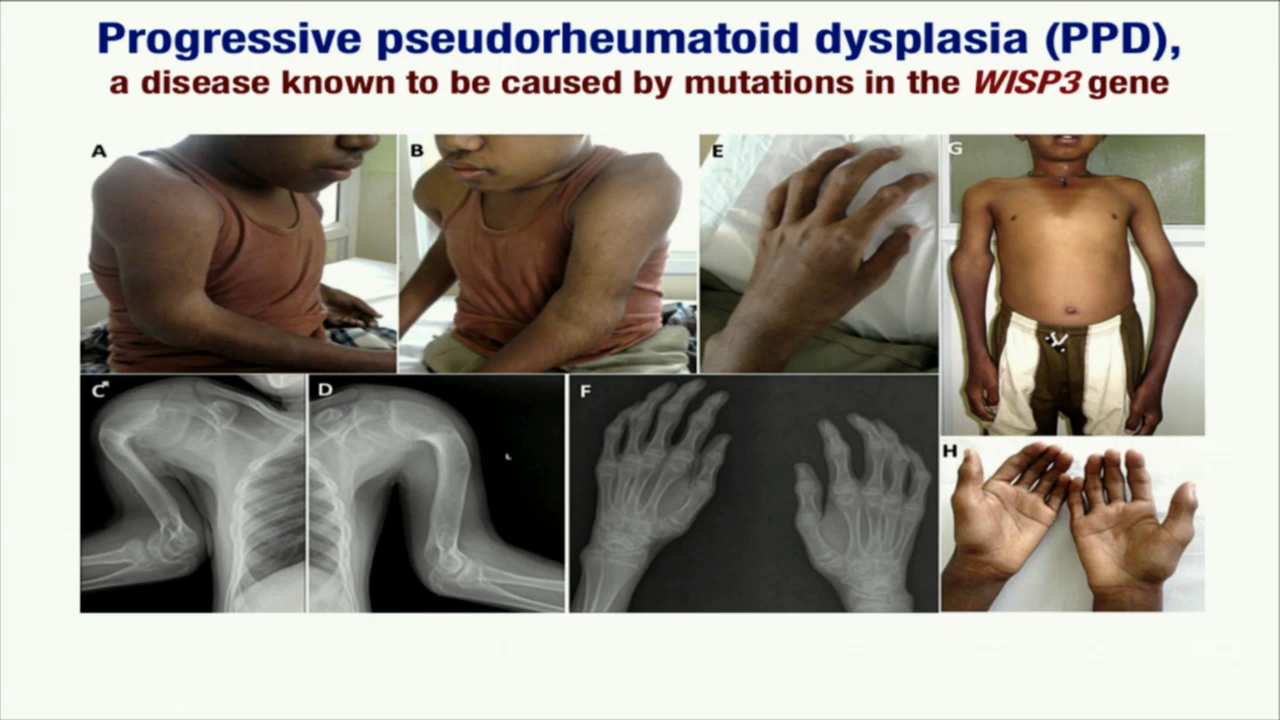 Progressive pseudorheumatoid dysplasia (PPD),
a disease known to be caused by mutations in the WISP3 gene
A
B
E
G
C
D
F
L
H